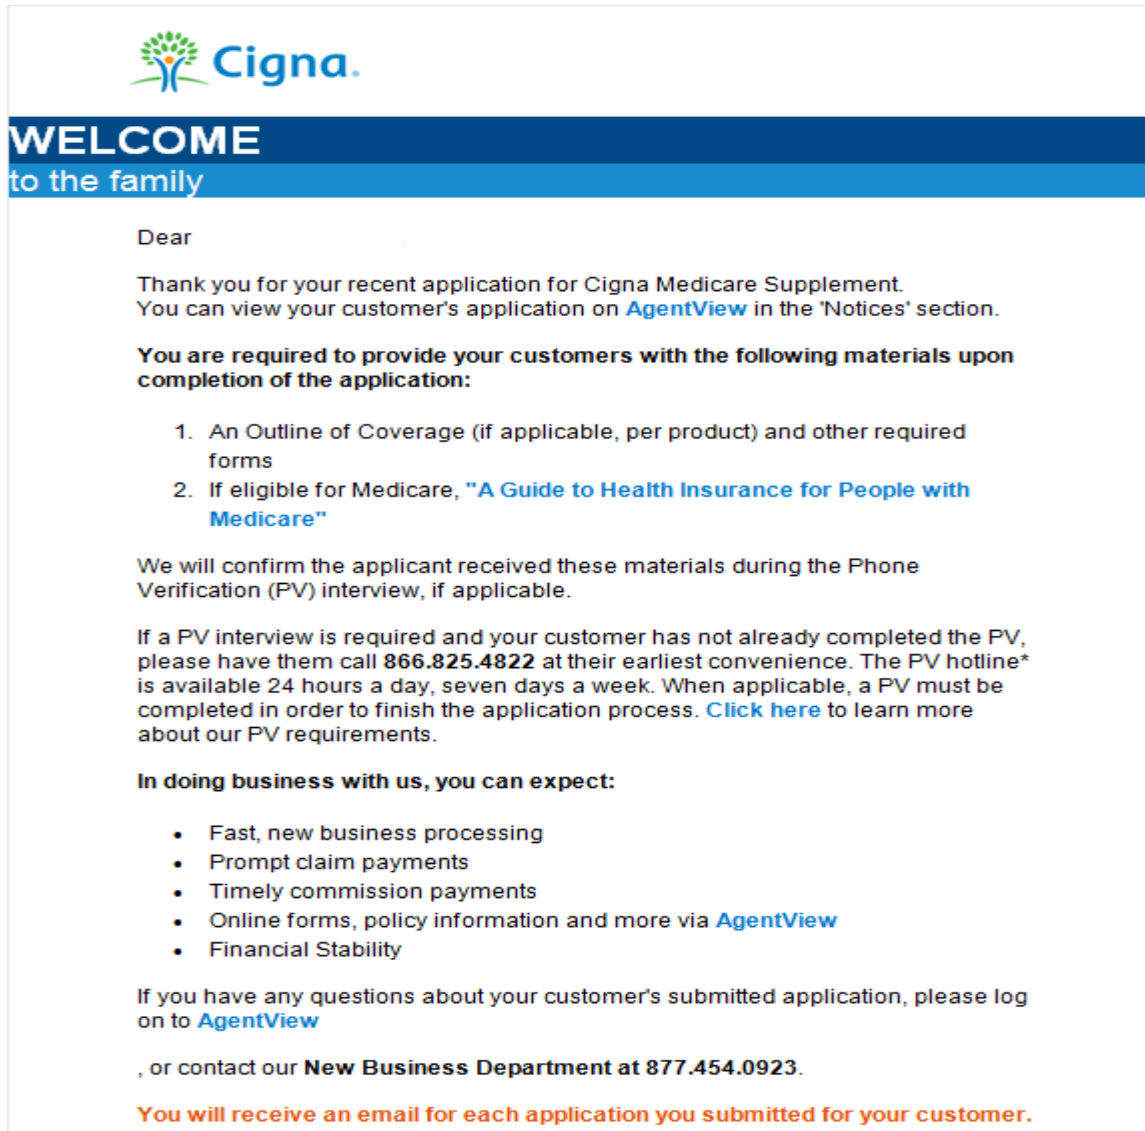 Cigna.
WELCOME
to the family
Dear
Thank you for your recent application for Cigna Medicare Supplement.
You can view your customer's application on AgentView in the 'Notices' section.
You are required to provide your customers with the following materials upon
completion of the application:
1. An Outline of Coverage (if applicable, per product) and other required
forms
2. If eligible for Medicare, "A Guide to Health Insurance for People with
Medicare"
We will confirm the applicant received these materials during the Phone
Verification (PV) interview, if applicable.
If a PV interview is required and your customer has not already completed the PV,
please have them call 866.825.4822 at their earliest convenience. The PV hotline*
is available 24 hours a day, seven days a week. When applicable, a PV must be
completed in order to finish the application process. Click here to learn more
about our PV requirements.
In doing business with us, you can expect:
• Fast, new business processing
• Prompt claim payments
• Timely commission payments
• Online forms, policy information and more via AgentView
• Financial Stability
If you have any questions about your customer's submitted application, please log
on to AgentView
, or contact our New Business Department at 877.454.0923.
You will receive an email for each application you submitted for your customer.